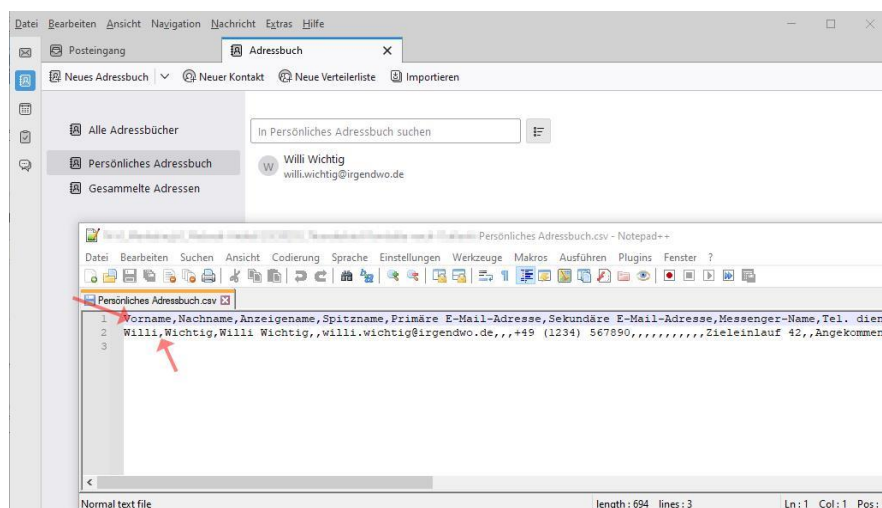 Datei Bearbeiten Ansicht Navigation Nachricht Extras Hilfe
Posteingang Adressbuch
Neues Adressbuch Neuer Kontakt Neue Verteilerliste Importieren
Alle Adressbücher
In Persönliches Adressbuch suchen
Persönliches Adressbuch
W Willi Wichtig
willi.wichtig@irgendwo.de
Gesammelte Adressen
Persönliches Adressbuch.csv - Notepad++
Datei Bearbeiten Suchen Ansicht Codierung Sprache Einstellungen Werkzeuge Makros Ausführen Plugins Fenster ?
Persönliches Adressbuch.csv
1 Vorname,Nachname,Anzeigename,Spitzname,Primäre E-Mail-Adresse,Sekundäre E-Mail-Adresse,Messenger-Name,Tel. dien
2 Willi,Wichtig,Willi Wichtig,,willi.wichtig@irgendwo.de,,,+49 (1234) 567890,,,,,,,,,,,Zieleinlauf 42,,Angekommen
3
Normal text file length : 694 lines : 3 Ln : 1 Col : 1 Pos :